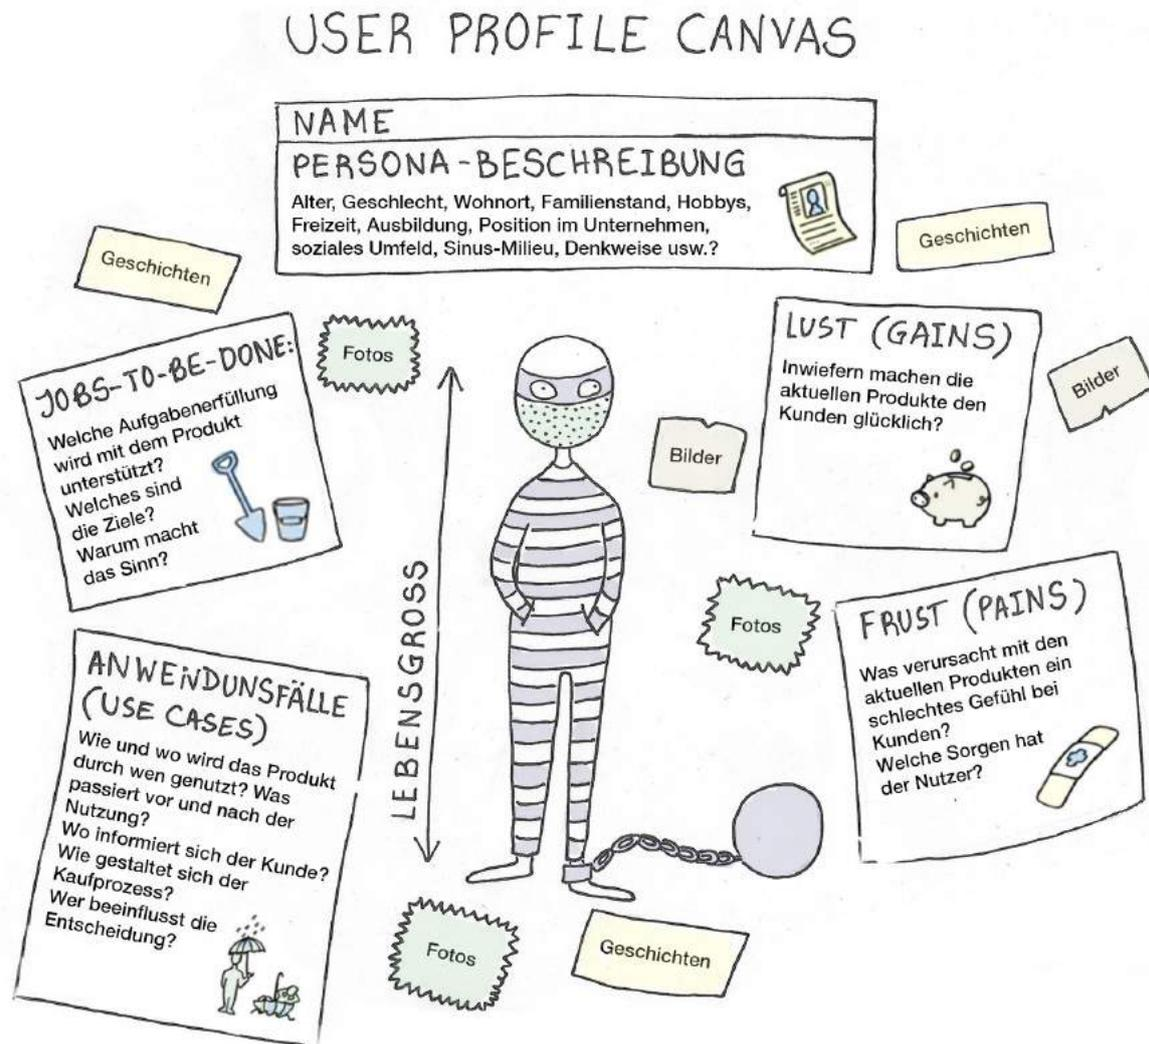 USER PROFILE CANVAS
NAME
PERSONA-BESCHREIBUNG
Alter, Geschlecht, Wohnort, Familienstand, Hobbys,
Freizeit, Ausbildung, Position im Unternehmen,
soziales Umfeld, Sinus-Milieu, Denkweise usw.?
Geschichten
Geschichten
JOBS-TO-BE-DONE:
Welche Aufgabenerfüllung
wird mit dem Produkt
unterstützt?
Welches sind
die Ziele?
Warum macht
das Sinn?
Fotos
LEBENSGROSS
Bilder
LUST (GAINS)
Inwiefern machen die
aktuellen Produkte den
Kunden glücklich?
Bilder
Fotos
FRUST (PAINS)
Was verursacht mit den
aktuellen Produkten ein
schlechtes Gefühl bei
Kunden?
Welche Sorgen hat
der Nutzer?
ANWENDUNSFÄLLE
(USE CASES)
Wie und wo wird das Produkt
durch wen genutzt? Was
passiert vor und nach der
Nutzung?
Wo informiert sich der Kunde?
Wie gestaltet sich der
Kaufprozess?
Wer beeinflusst die
Entscheidung?
Fotos
Geschichten